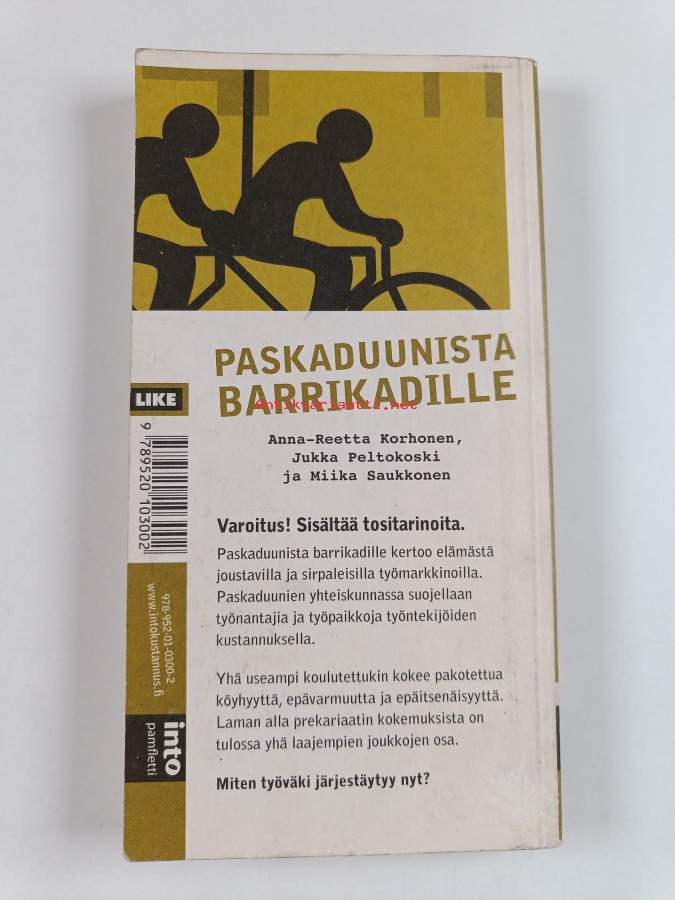 PASKADUUNISTA
BARRIKADILLE
antikvariaatti.net
Anna-Reetta Korhonen,
Jukka Peltokoski
ja Miika Saukkonen
Varoitus! Sisältää tositarinoita.
Paskaduunista barrikadille kertoo elämästä
joustavilla ja sirpaleisilla työmarkkinoilla.
Paskaduunien yhteiskunnassa suojellaan
työnantajia ja työpaikkoja työntekijöiden
kustannuksella.
Yhä useampi koulutettukin kokee pakotettua
köyhyyttä, epävarmuutta ja epäitsenäisyyttä.
Laman alla prekariaatin kokemuksista on
tulossa yhä laajempien joukkojen osa.
Miten työväki järjestäytyy nyt?
LIKE
9 789520 103002
978-952-01-0300-2
www.intokustannus.fi
into
pamfletti